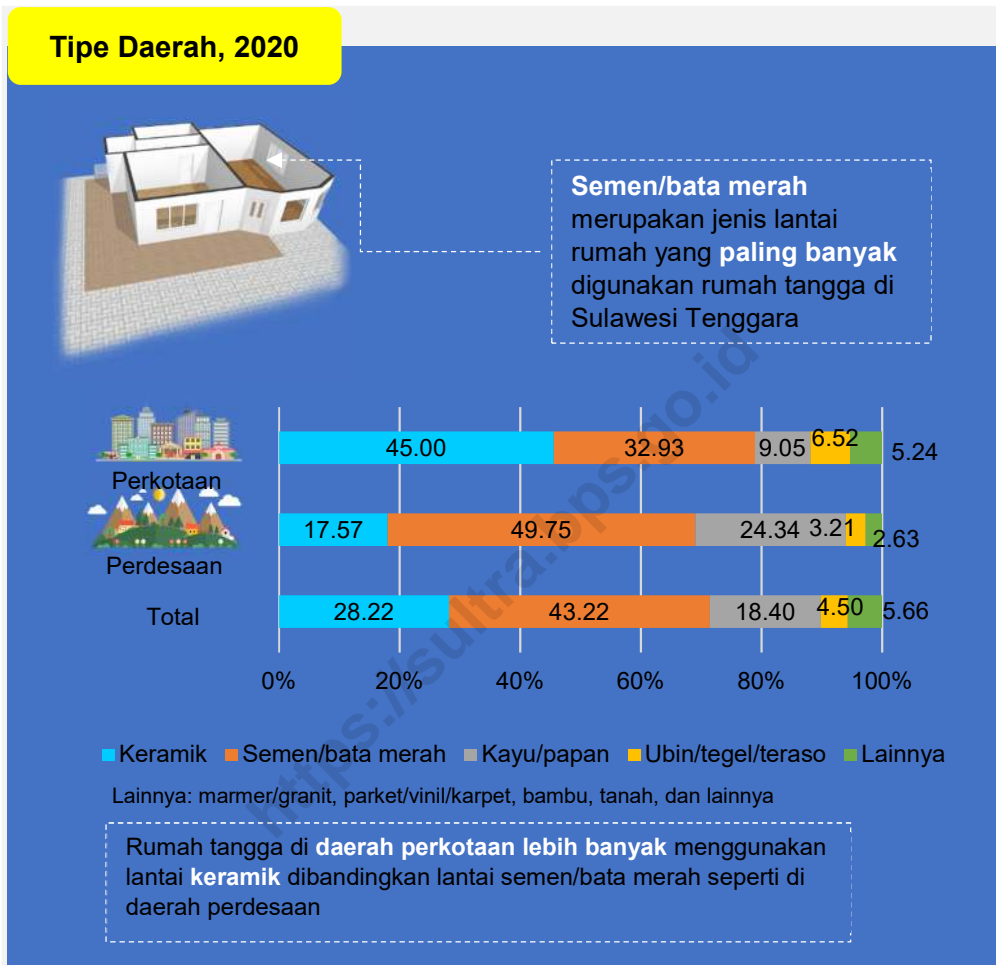 Tipe Daerah, 2020
Semen/bata merah
merupakan jenis lantai
rumah yang paling banyak
digunakan rumah tangga di
Sulawesi Tenggara
45.00 32.93 9.05 6.52 5.24
Perkotaan
17.57 49.75 24.34 3.21 2.63
Perdesaan
Total 28.22 43.22 18.40 4.50 5.66
0% 20% 40% 60% 80% 100%
Keramik Semen/bata merah Kayu/papan Ubin/tegel/teraso Lainnya
Lainnya: marmer/granit, parket/vinil/karpet, bambu, tanah, dan lainnya
Rumah tangga di daerah perkotaan lebih banyak menggunakan
lantai keramik dibandingkan lantai semen/bata merah seperti di
daerah perdesaan
https://sultra.bps.go.id